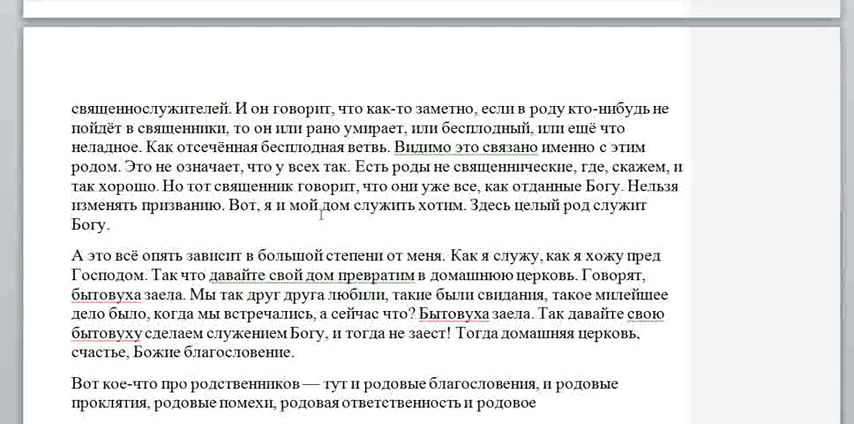 священнослужителей. И он говорит, что как-то заметно, если в роду кто-нибудь не
пойдёт в священники, то он или рано умирает, или бесплодный, или ещё что
неладное. Как отсечённая бесплодная ветвь. Видимо это связано именно с этим
родом. Это не означает, что у всех так. Есть роды не священнические, где, скажем, и
так хорошо. Но тот священник говорит, что они уже все, как отданные Богу. Нельзя
изменять призванию. Вот, я и мой дом служить хотим. Здесь целый род служит
Богу.
А это всё опять зависит в большой степени от меня. Как я служу, как я хожу пред
Господом. Так что давайте свой дом превратим в домашнюю церковь. Говорят,
бытовуха заела. Мы так друг друга любили, такие были свидания, такое милейшее
дело было, когда мы встречались, а сейчас что? Бытовуха заела. Так давайте свою
бытовуху сделаем служением Богу, и тогда не заест! Тогда домашняя церковь,
счастье, Божие благословение.
Вот кое-что про родственников — тут и родовые благословения, и родовые
проклятия, родовые помехи, родовая ответственность и родовое